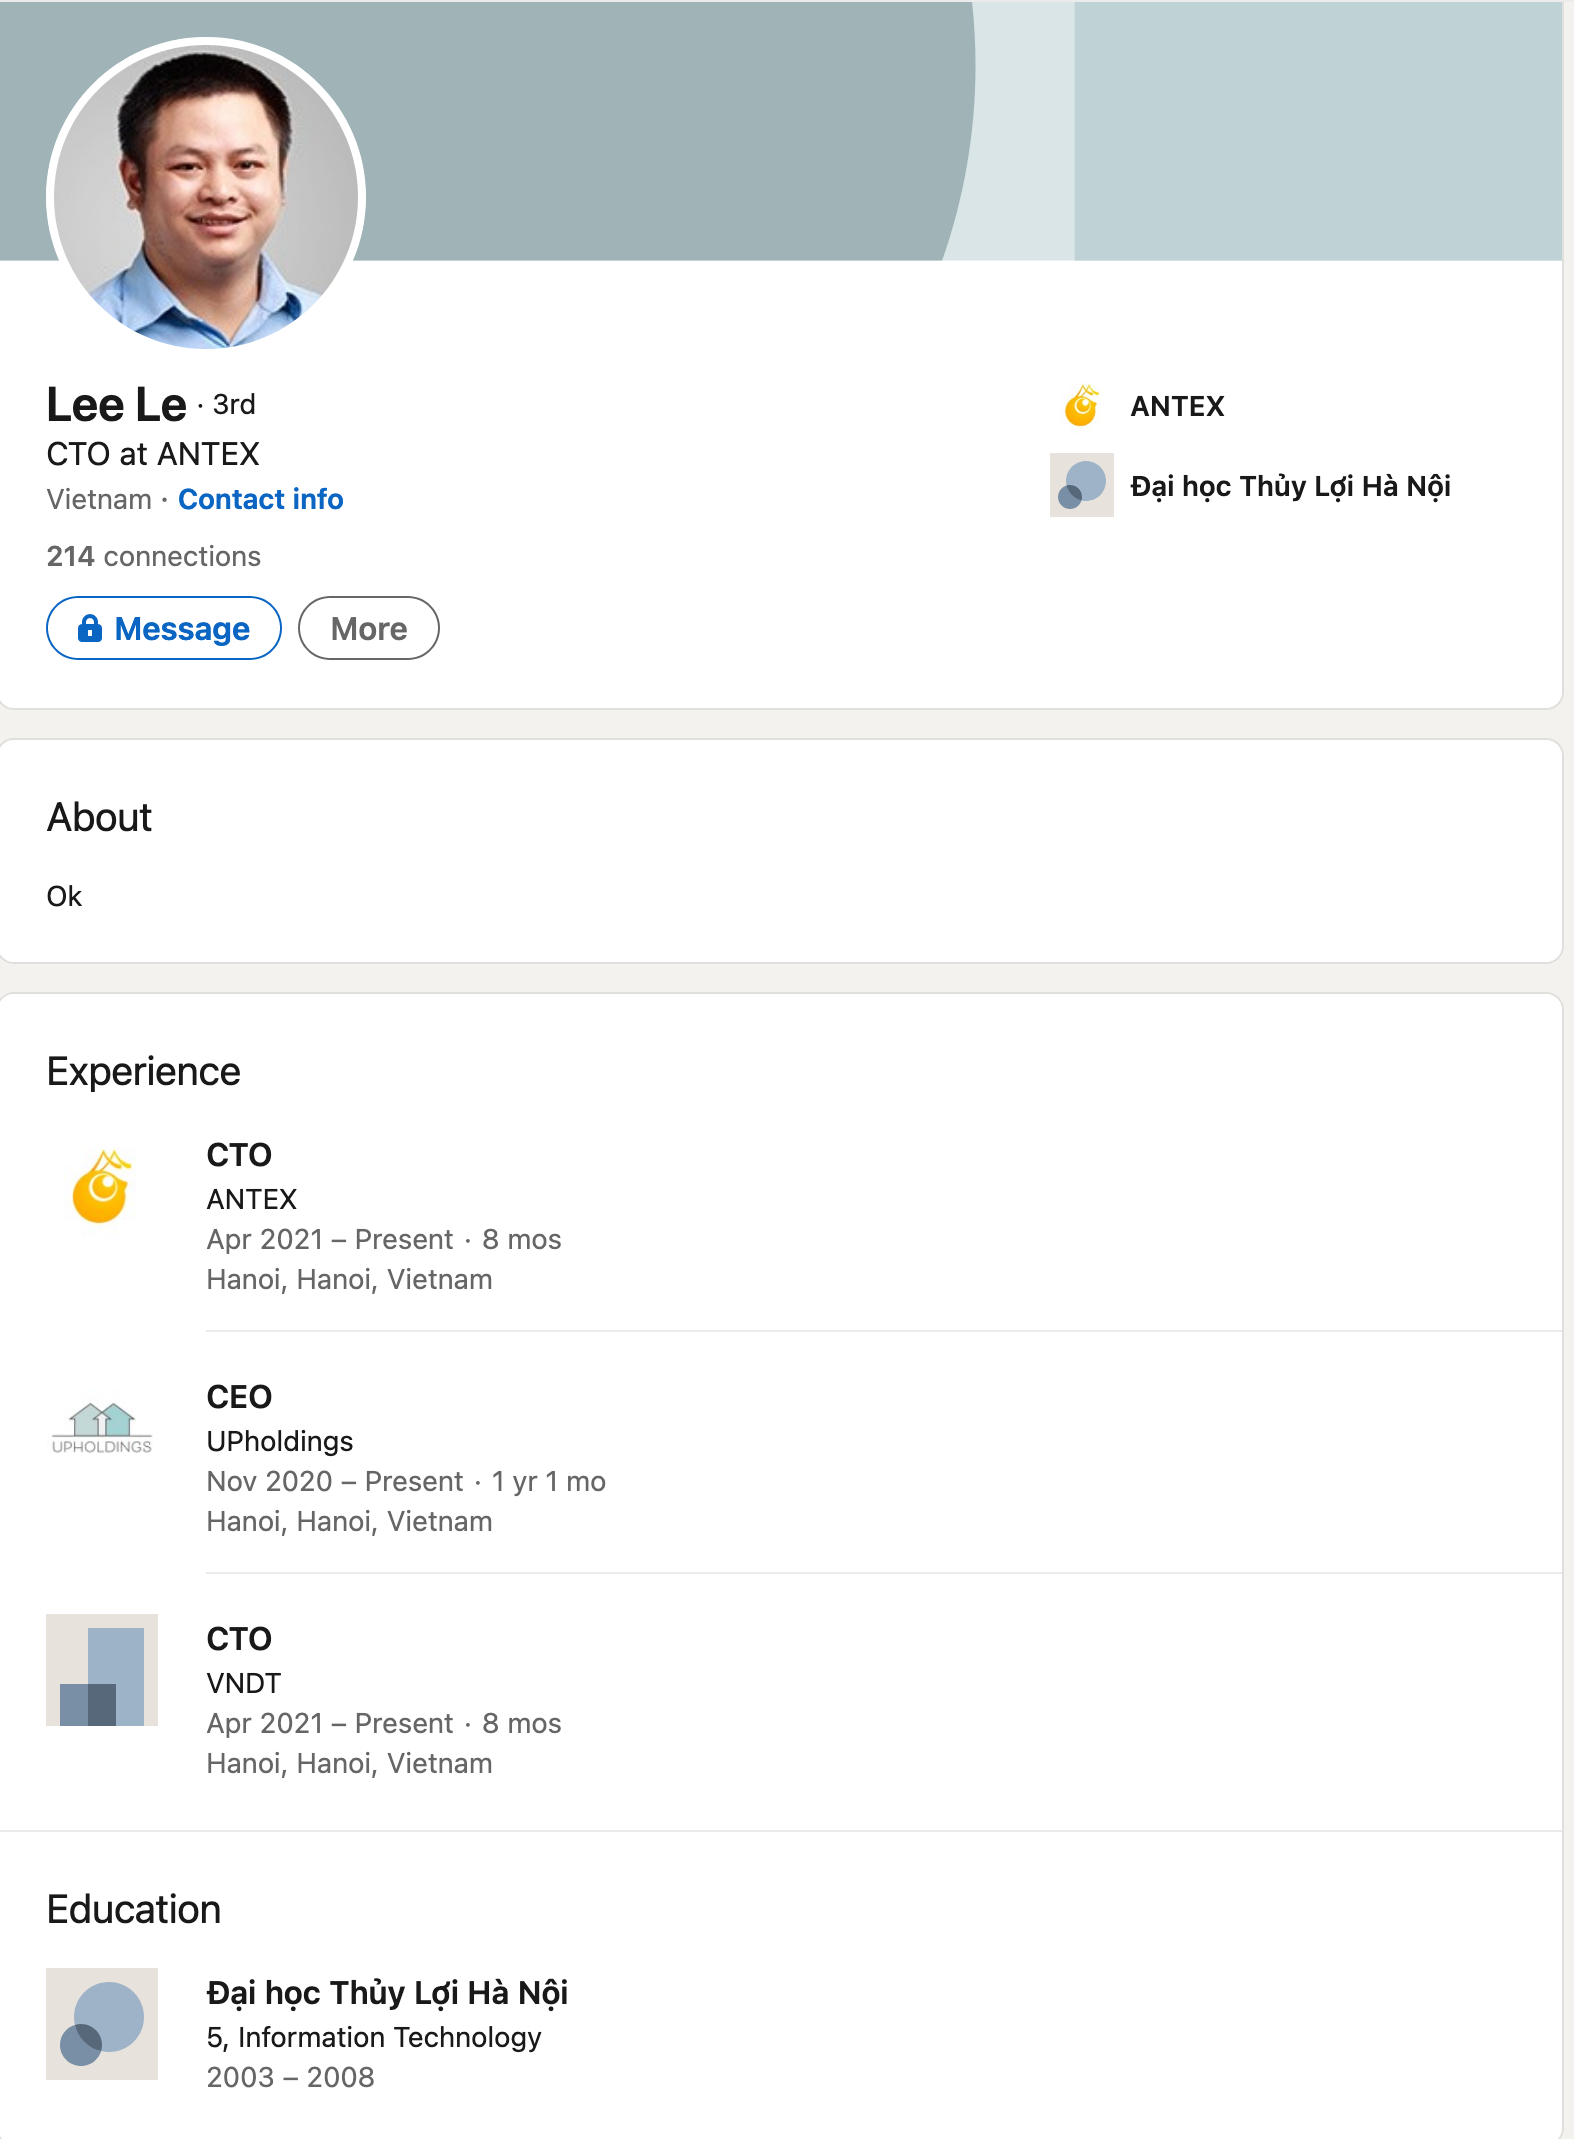 Lee Le · 3rd
CTO at ANTEX
Vietnam · Contact info
214 connections
Message
More
ANTEX
Đại học Thủy Lợi Hà Nội
About
Ok
Experience
CTO
ANTEX
Apr 2021 – Present · 8 mos
Hanoi, Hanoi, Vietnam
UPHOLDINGS
CEO
UPholdings
Nov 2020 – Present · 1 yr 1 mo
Hanoi, Hanoi, Vietnam
CTO
VNDT
Apr 2021 – Present · 8 mos
Hanoi, Hanoi, Vietnam
Education
Đại học Thủy Lợi Hà Nội
5, Information Technology
2003 – 2008